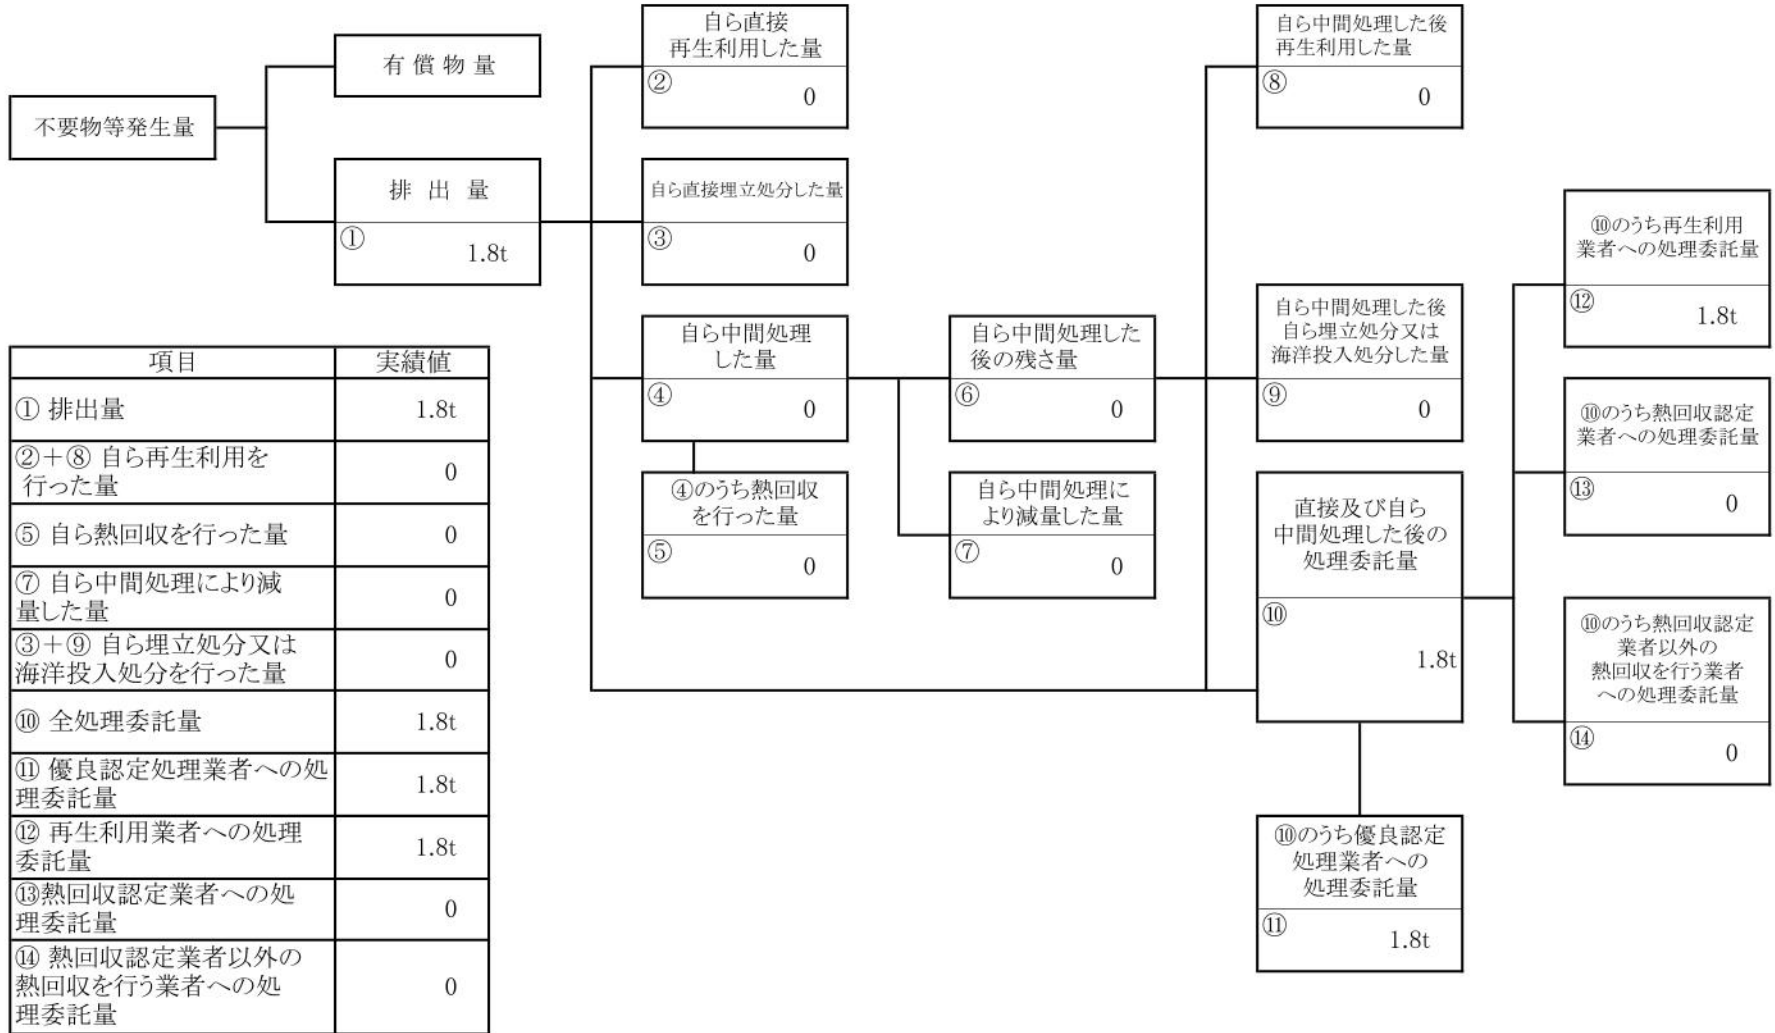 不要物等発生量
有 償 物 量
排 出 量
①
1.8t
自ら直接
再生利用した量
②
0
自ら直接埋立処分した量
③
0
自ら中間処理
した量
④
0
④のうち熱回収
を行った量
⑤
0
自ら中間処理した
後の残さ量
⑥
0
自ら中間処理に
より減量した量
⑦
0
自ら中間処理した後
再生利用した量
⑧
0
自ら中間処理した後
自ら埋立処分又は
海洋投入処分した量
⑨
0
直接及び自ら
中間処理した後の
処理委託量
⑩
1.8t
⑩のうち優良認定
処理業者への
処理委託量
⑪
1.8t
⑩のうち再生利用
業者への処理委託量
⑫
1.8t
⑩のうち熱回収認定
業者への処理委託量
⑬
0
⑩のうち熱回収認定
業者以外の
熱回収を行う業者
への処理委託量
⑭
0
項目 実績値
① 排出量 1.8t
②＋⑧ 自ら再生利用を
行った量 0
⑤ 自ら熱回収を行った量 0
⑦ 自ら中間処理により減
量した量 0
③＋⑨ 自ら埋立処分又は
海洋投入処分を行った量 0
⑩ 全処理委託量 1.8t
⑪ 優良認定処理業者への処
理委託量 1.8t
⑫ 再生利用業者への処理
委託量 1.8t
⑬熱回収認定業者への処
理委託量 0
⑭ 熱回収認定業者以外の
熱回収を行う業者への処
理委託量 0